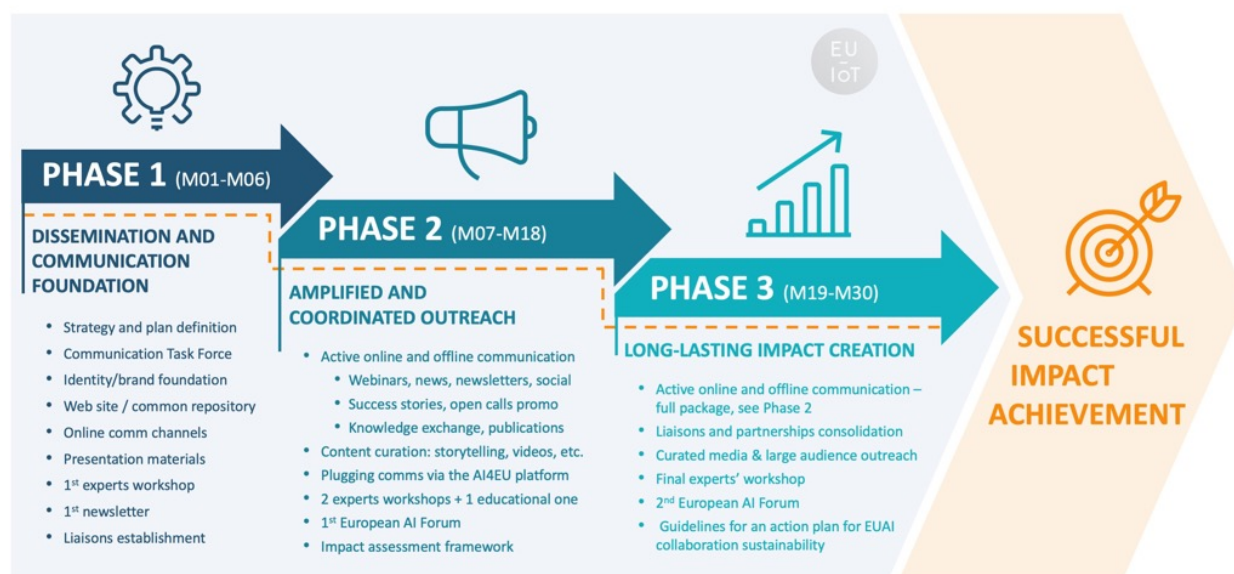 EU
IoT
PHASE 1 (M01-M06)
DISSEMINATION AND
COMMUNICATION
FOUNDATION
• Strategy and plan definition
• Communication Task Force
• Identity/brand foundation
• Web site / common repository
• Online comm channels
• Presentation materials
• 1st experts workshop
• 1st newsletter
• Liaisons establishment
PHASE 2 (M07-M18)
AMPLIFIED AND
COORDINATED OUTREACH
• Active online and offline communication
• Webinars, news, newsletters, social
• Success stories, open calls promo
• Knowledge exchange, publications
• Content curation: storytelling, videos, etc.
• Plugging comms via the AI4EU platform
• 2 experts workshops + 1 educational one
• 1st European AI Forum
• Impact assessment framework
PHASE 3 (M19-M30)
LONG-LASTING IMPACT CREATION
• Active online and offline communication –
full package, see Phase 2
• Liaisons and partnerships consolidation
• Curated media & large audience outreach
• Final experts' workshop
• 2nd European AI Forum
• Guidelines for an action plan for EUAI
collaboration sustainability
SUCCESSFUL
IMPACT
ACHIEVEMENT